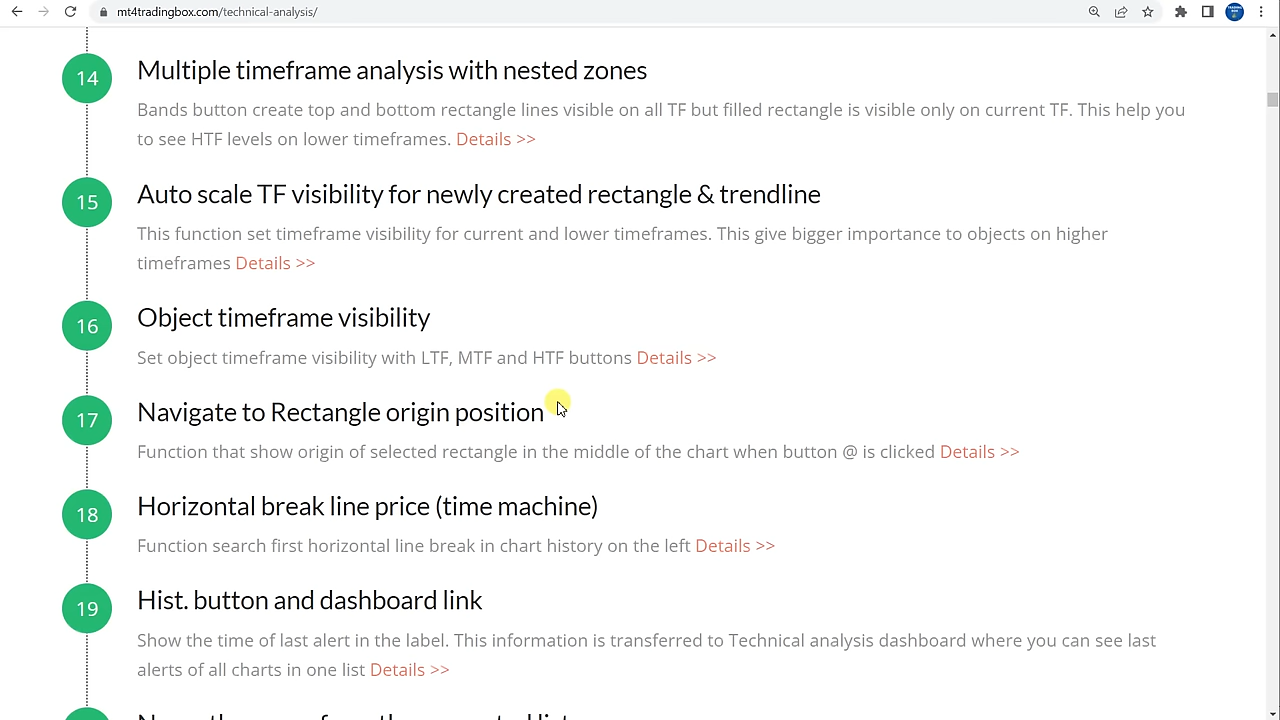 mt4tradingbox.com/technical-analysis/
14
Multiple timeframe analysis with nested zones
Bands button create top and bottom rectangle lines visible on all TF but filled rectangle is visible only on current TF. This help you
to see HTF levels on lower timeframes. Details >>
15
Auto scale TF visibility for newly created rectangle & trendline
This function set timeframe visibility for current and lower timeframes. This give bigger importance to objects on higher
timeframes Details >>
16
Object timeframe visibility
Set object timeframe visibility with LTF, MTF and HTF buttons Details >>
17
Navigate to Rectangle origin position
Function that show origin of selected rectangle in the middle of the chart when button @ is clicked Details >>
18
Horizontal break line price (time machine)
Function search first horizontal line break in chart history on the left Details >>
19
Hist. button and dashboard link
Show the time of last alert in the label. This information is transferred to Technical analysis dashboard where you can see last
alerts of all charts in one list Details >>